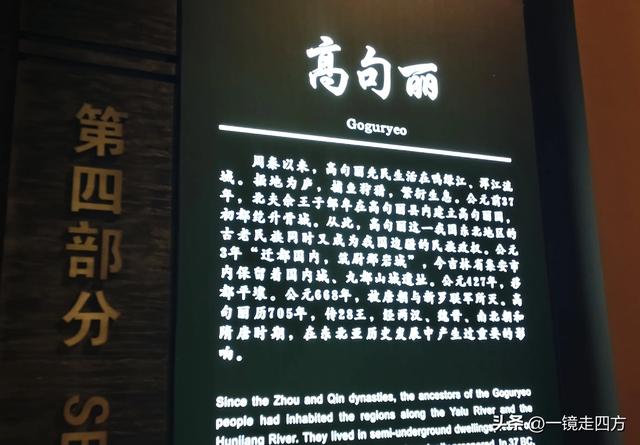 第四部分
SE
高句丽
Goguryeo
周秦以来，高句丽先民生活在鸭绿江、浑江流
域。掘地为庐，捕鱼狩猎，繁衍生息。公元前37
年，北夫余王子邹牟在高句丽县内建立高句丽国，
初都纥升骨城。从此，高句丽这一我国东北地区的
古老民族同时又成为我国边疆的民族政权。公元
3年“迁都国内，筑尉那岩城”，今吉林省集安市
内保留着国内城、丸都山城遗址。公元427年，移
都平壤。公元668年，被唐朝与新罗联军所灭。高
句丽历705年，传28王，经两汉、魏晋、南北朝和
隋唐时期，在东北亚历史发展中产生过重要的影
响。
Since the Zhou and Qin dynasties, the ancestors of the Goguryeo
people had inhabited the regions along the Yalu River and the
Hunjiang River. They lived in semi-underground dwellings,
in 37 BC
头条 @一镜走四方